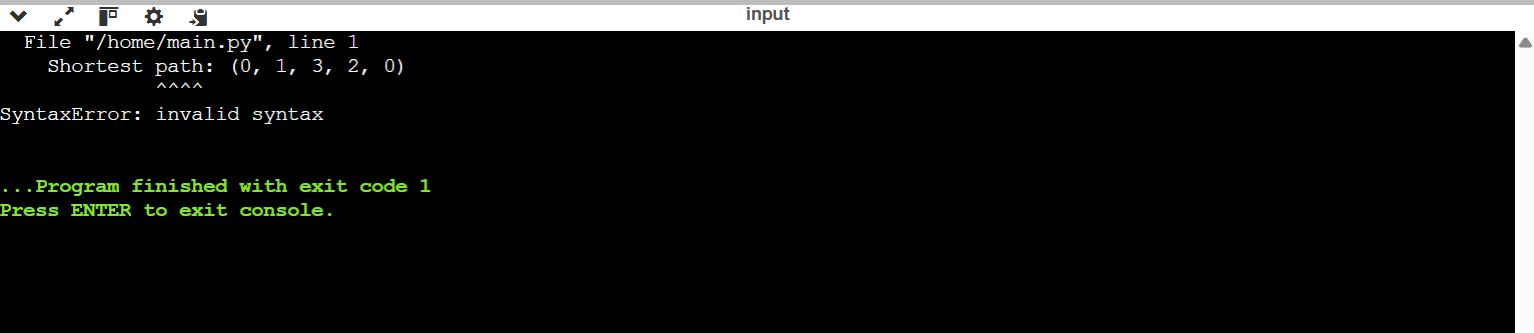 input
File "/home/main.py", line 1
Shortest path: (0, 1, 3, 2, 0)
^^^^
SyntaxError: invalid syntax
...Program finished with exit code 1
Press ENTER to exit console.